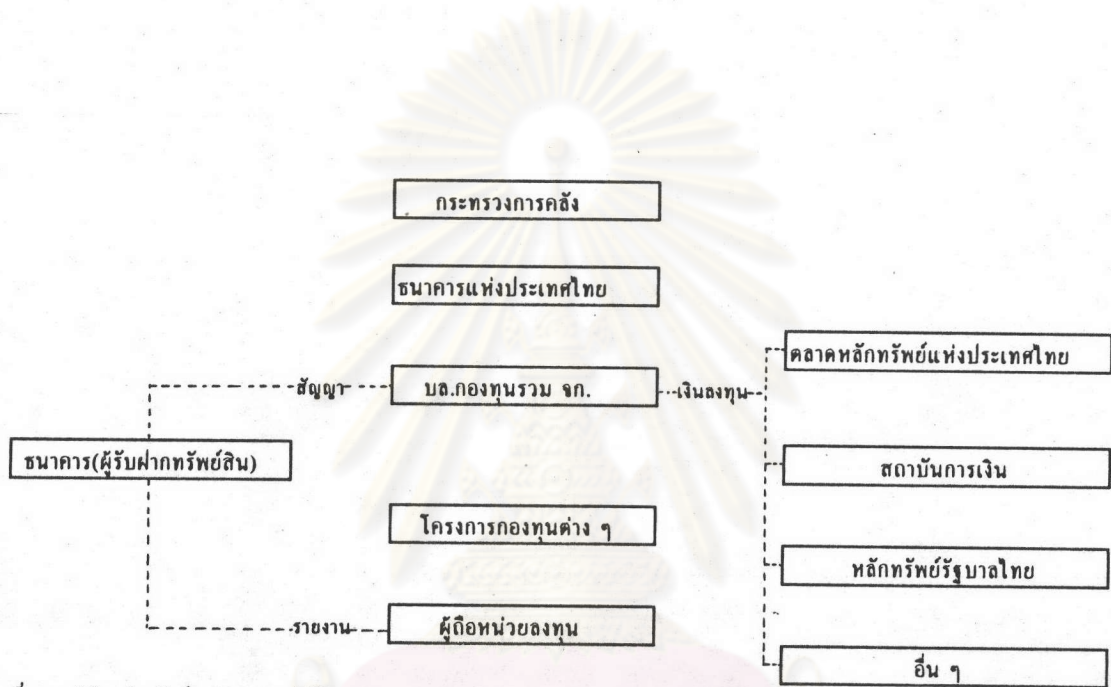 กระทรวงการคลัง
ธนาคารแห่งประเทศไทย
ตลาดหลักทรัพย์แห่งประเทศไทย
สัญญา
บล.กองทุนรวม จก.
เงินลงทุน
ธนาคาร(ผู้รับฝากทรัพย์สิน)
สถาบันการเงิน
โครงการกองทุนต่าง ๆ
หลักทรัพย์รัฐบาลไทย
รายงาน
ผู้ถือหน่วยลงทุน
อื่น ๆ